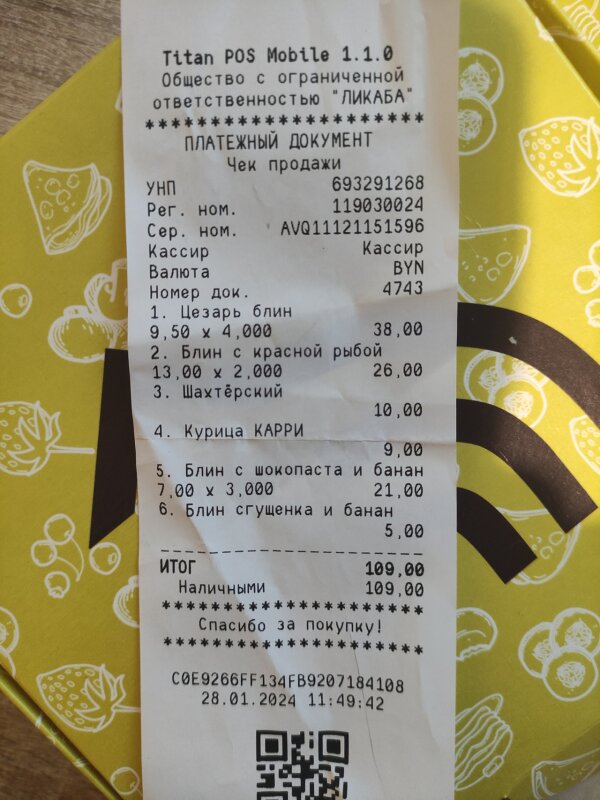 Titan POS Mobile 1.1.0
Общество с ограниченной
ответственностью "ЛИКАБА"
************************
ПЛАТЕЖНЫЙ ДОКУМЕНТ
Чек продажи
УНП 693291268
Рег. ном. 119030024
Сер. ном. AVQ11121151596
Кассир Кассир
Валюта BYN
Номер док. 4743
1. Цезарь блин
9,50 x 4,000 38,00
2. Блин с красной рыбой
13,00 x 2,000 26,00
3. Шахтёрский
10,00
4. Курица КАРРИ
9,00
5. Блин с шокопаста и банан
7,00 x 3,000 21,00
6. Блин сгущенка и банан
5,00
------------------------
ИТОГ 109,00
Наличными 109,00
************************
Спасибо за покупку!
************************
C0E9266FF134FB9207184108
28.01.2024 11:49:42